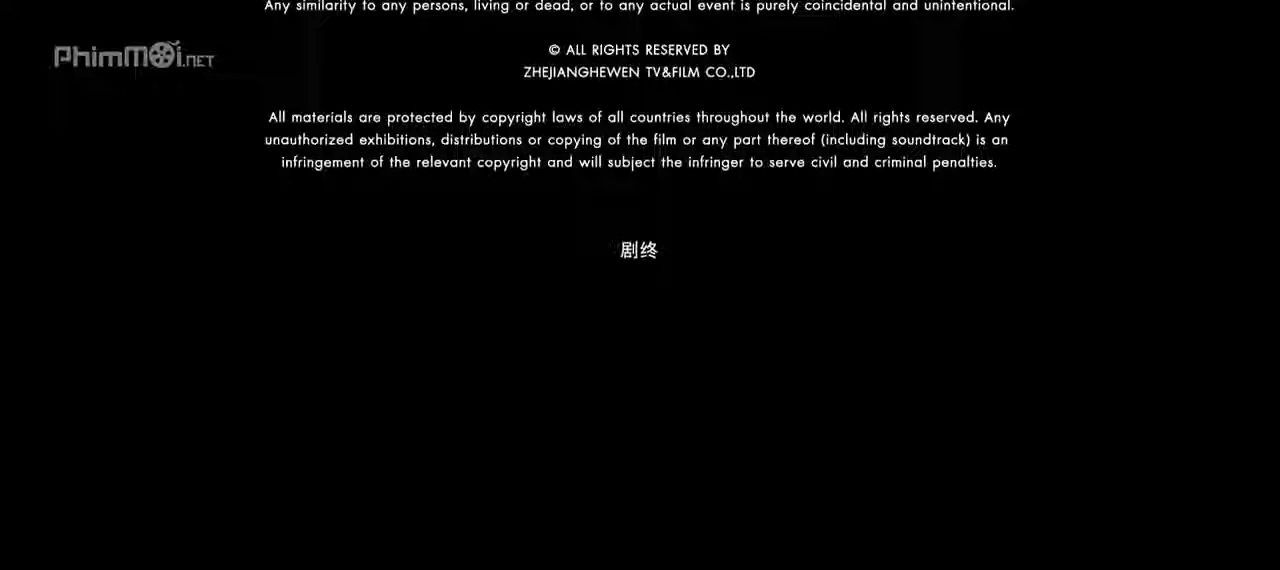 Any similarity to any persons, living or dead, or to any actual event is purely coincidental and unintentional.
PhimMỚi.NET
© ALL RIGHTS RESERVED BY
ZHEJIANGHEWEN TV&FILM CO.,LTD
All materials are protected by copyright laws of all countries throughout the world. All rights reserved. Any
unauthorized exhibitions, distributions or copying of the film or any part thereof (including soundtrack) is an
infringement of the relevant copyright and will subject the infringer to serve civil and criminal penalties.
剧终